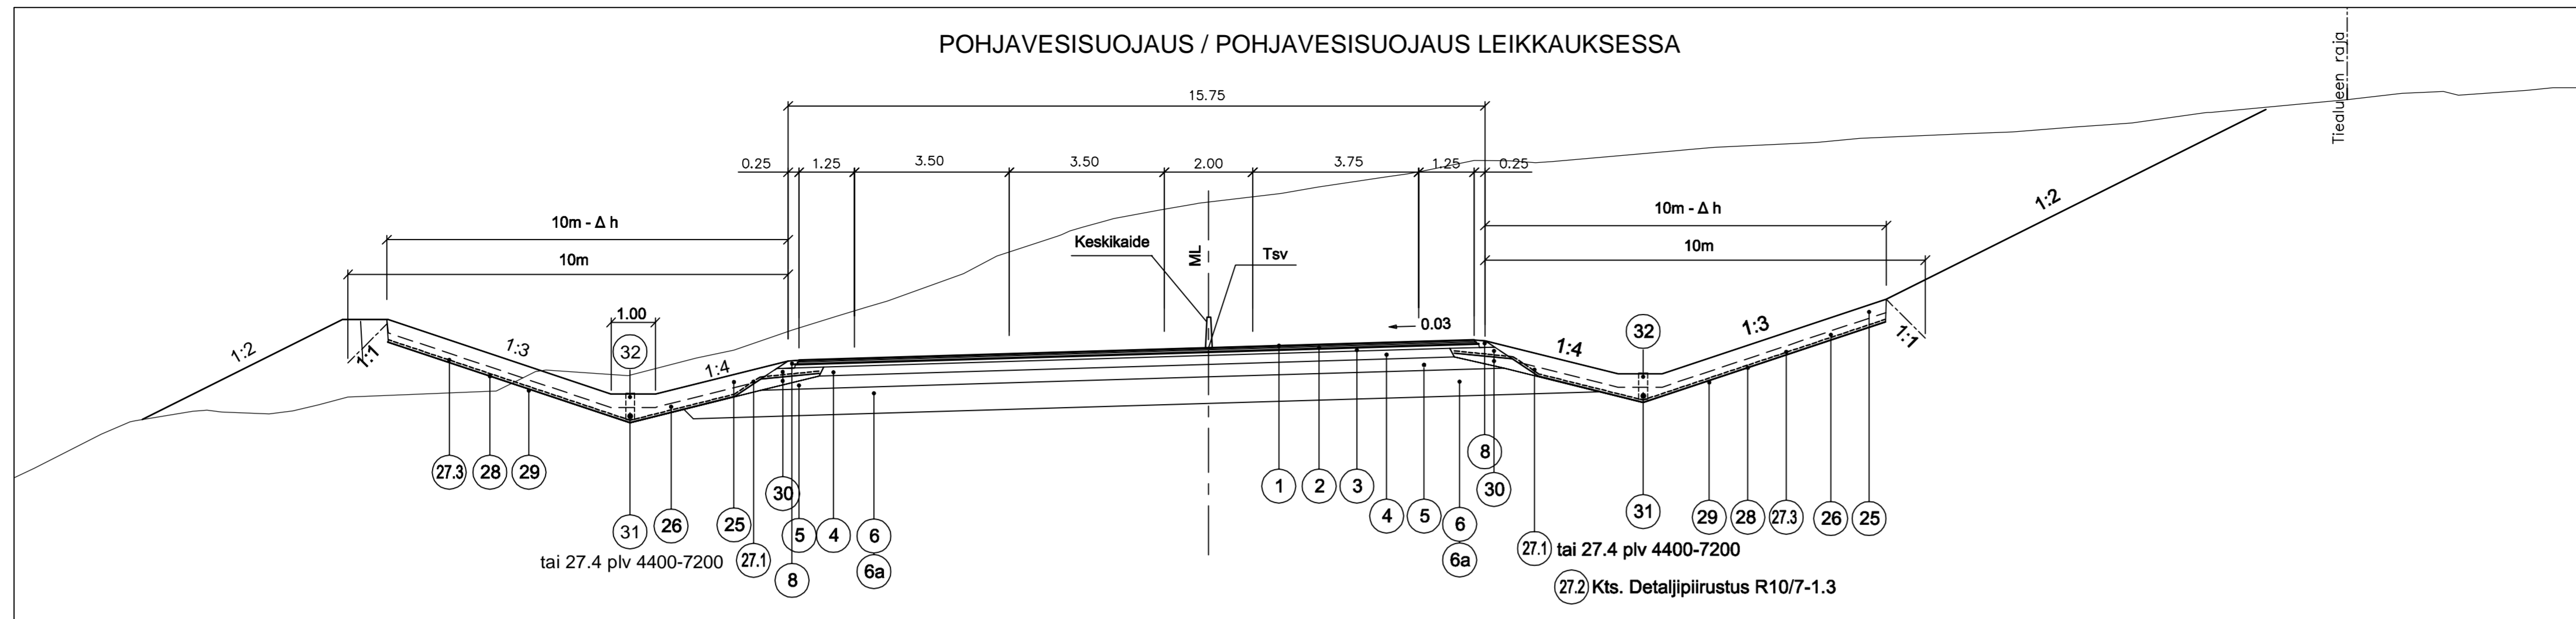 POHJAVESISUOJAUS / POHJAVESISUOJAUS LEIKKAUKSESSA
Tiealueen raja
15.75
0.25 1.25 3.50 3.50 2.00 3.75 1.25 0.25
10m - Δ h
10m - Δ h
10m
10m
Keskikaide
ML
Tsv
1:2
1:2
1.00
0.03
32
32
1:1
1:3
1:4
1:4
1:3
1:1
27.3 28 29
30
31
26
25
27.1
5
4
6
6a
8
1 2 3
4 5
6
6a
8
30
31
29 28 27.3 26 25
tai 27.4 plv 4400-7200
27.1 tai 27.4 plv 4400-7200
27.2 Kts. Detaljipiirustus R10/7-1.3